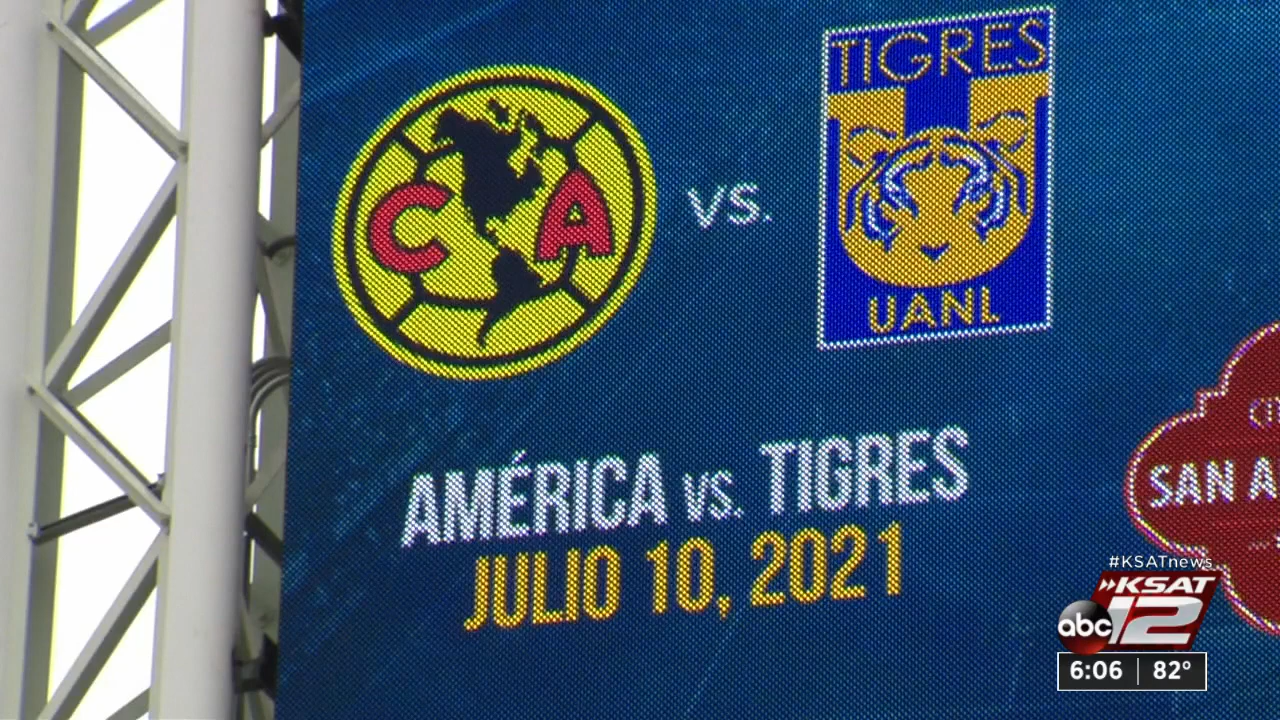 TIGRES
C A
vs.
UANL
AMÉRICA vs. TIGRES
JULIO 10, 2021
SAN A
#KSATnews
KSAT
abc 12
6:06 82°